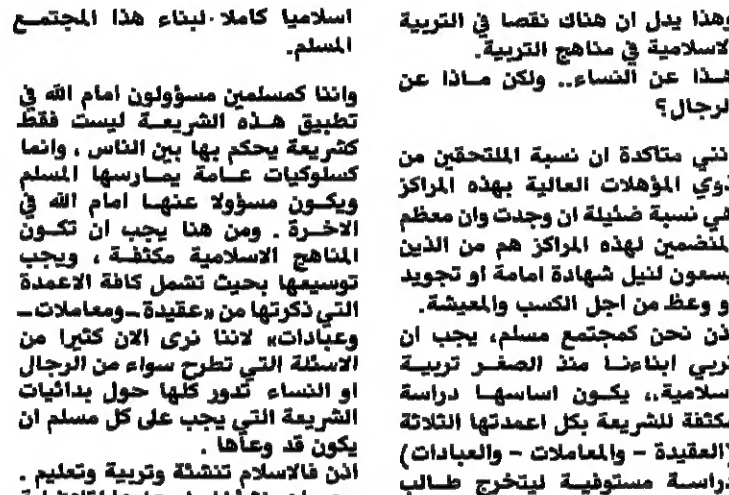 وهذا يدل ان هناك نقصا في التربية
الاسلامية في مناهج التربية.
هذا عن النساء.. ولكن ماذا عن
الرجال؟
انني متاكدة ان نسبة الملتحقين من
ذوي المؤهلات العالية بهذه المراكز
هي نسبة ضئيلة ان وجدت وان معظم
المنضمين لهذه المراكز هم من الذين
يسعون لنيل شهادة امامة او تجويد
او وعظ من اجل الكسب والمعيشة.
اذن نحن كمجتمع مسلم، يجب ان
نربي ابناءنا منذ الصغر تربية
اسلامية،، يكون اساسها دراسة
مكثفة للشريعة بكل اعمدتها الثلاثة
(العقيدة - والمعاملات - والعبادات)
دراسة مستوفية ليتخرج طالب
اسلاميا كاملا لبناء هذا المجتمع
المسلم.
واننا كمسلمين مسؤولون امام الله في
تطبيق هذه الشريعة ليست فقط
كشريعة يحكم بها بين الناس ، وانما
كسلوكيات عامة يمارسها المسلم
ويكون مسؤولا عنها امام الله في
الاخرة . ومن هنا يجب ان تكون
المناهج الاسلامية مكثفة ، ويجب
توسيعها بحيث تشمل كافة الاعمدة
التي ذكرتها من «عقيدة -ومعاملات-
وعبادات» لاننا نرى الان كثيرا من
الاسئلة التي تطرح سواء من الرجال
او النساء تدور كلها حول بدائيات
الشريعة التي يجب على كل مسلم ان
يكون قد وعاها .
اذن فالاسلام تنشئة وتربية وتعليم .